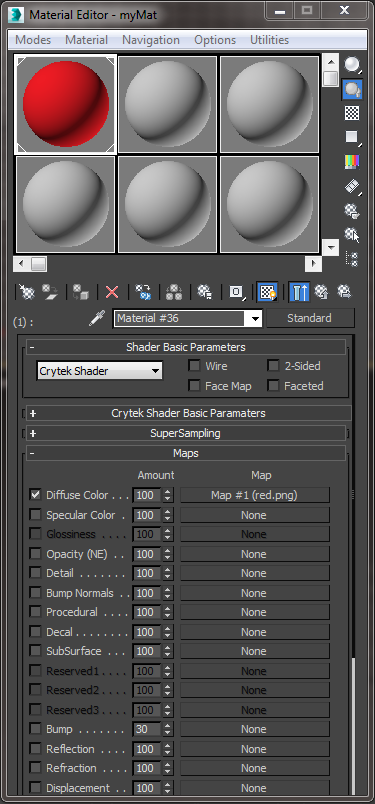 Material Editor - myMat
Modes Material Navigation Options Utilities
(1) : Material #36 Standard
- Shader Basic Parameters
Crytek Shader Wire 2-Sided
Face Map Faceted
+ Crytek Shader Basic Paramaters
+ SuperSampling
- Maps
Amount Map
Diffuse Color . . . 100 Map #1 (red.png)
Specular Color . 100 None
Glossiness . . . . . 100 None
Opacity (NE) . . 100 None
Detail . . . . . . . 100 None
Bump Normals . . 100 None
Procedural . . . . 100 None
Decal . . . . . . . . 100 None
SubSurface . . . 100 None
Reserved1 . . . . 100 None
Reserved2 . . . . 100 None
Reserved3 . . . . 100 None
Bump . . . . . . . 30 None
Reflection . . . . 100 None
Refraction . . . . 100 None
Displacement . . 100 None